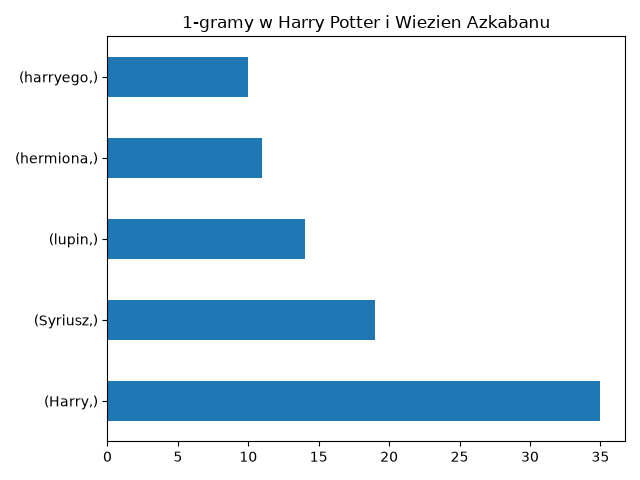 1-gramy w Harry Potter i Wiezien Azkabanu
(harryego,)
(hermiona,)
(lupin,)
(Syriusz,)
(Harry,)
0 5 10 15 20 25 30 35